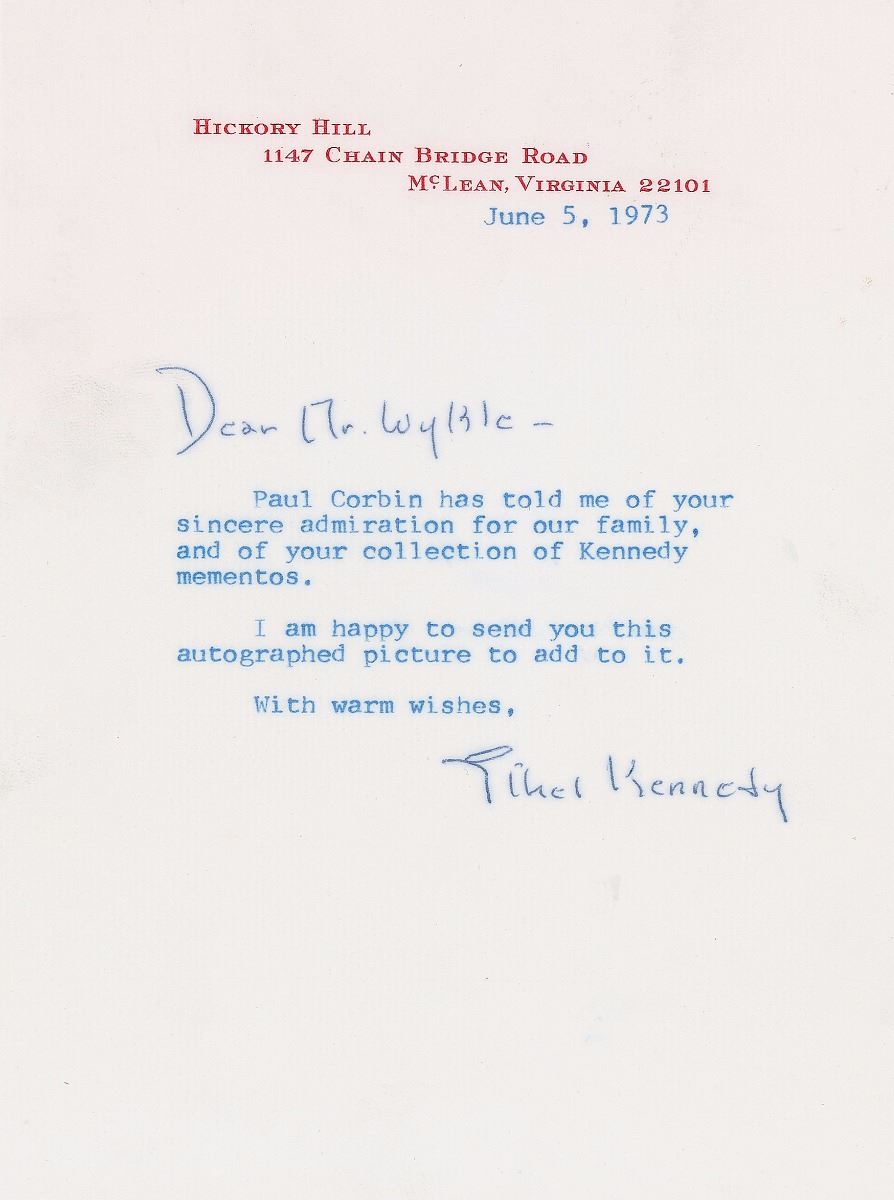 HICKORY HILL
1147 CHAIN BRIDGE ROAD
McLEAN, VIRGINIA 22101
June 5, 1973
Dear Mr. Wylkle –
Paul Corbin has told me of your
sincere admiration for our family,
and of your collection of Kennedy
mementos.
I am happy to send you this
autographed picture to add to it.
With warm wishes,
Ethel Kennedy